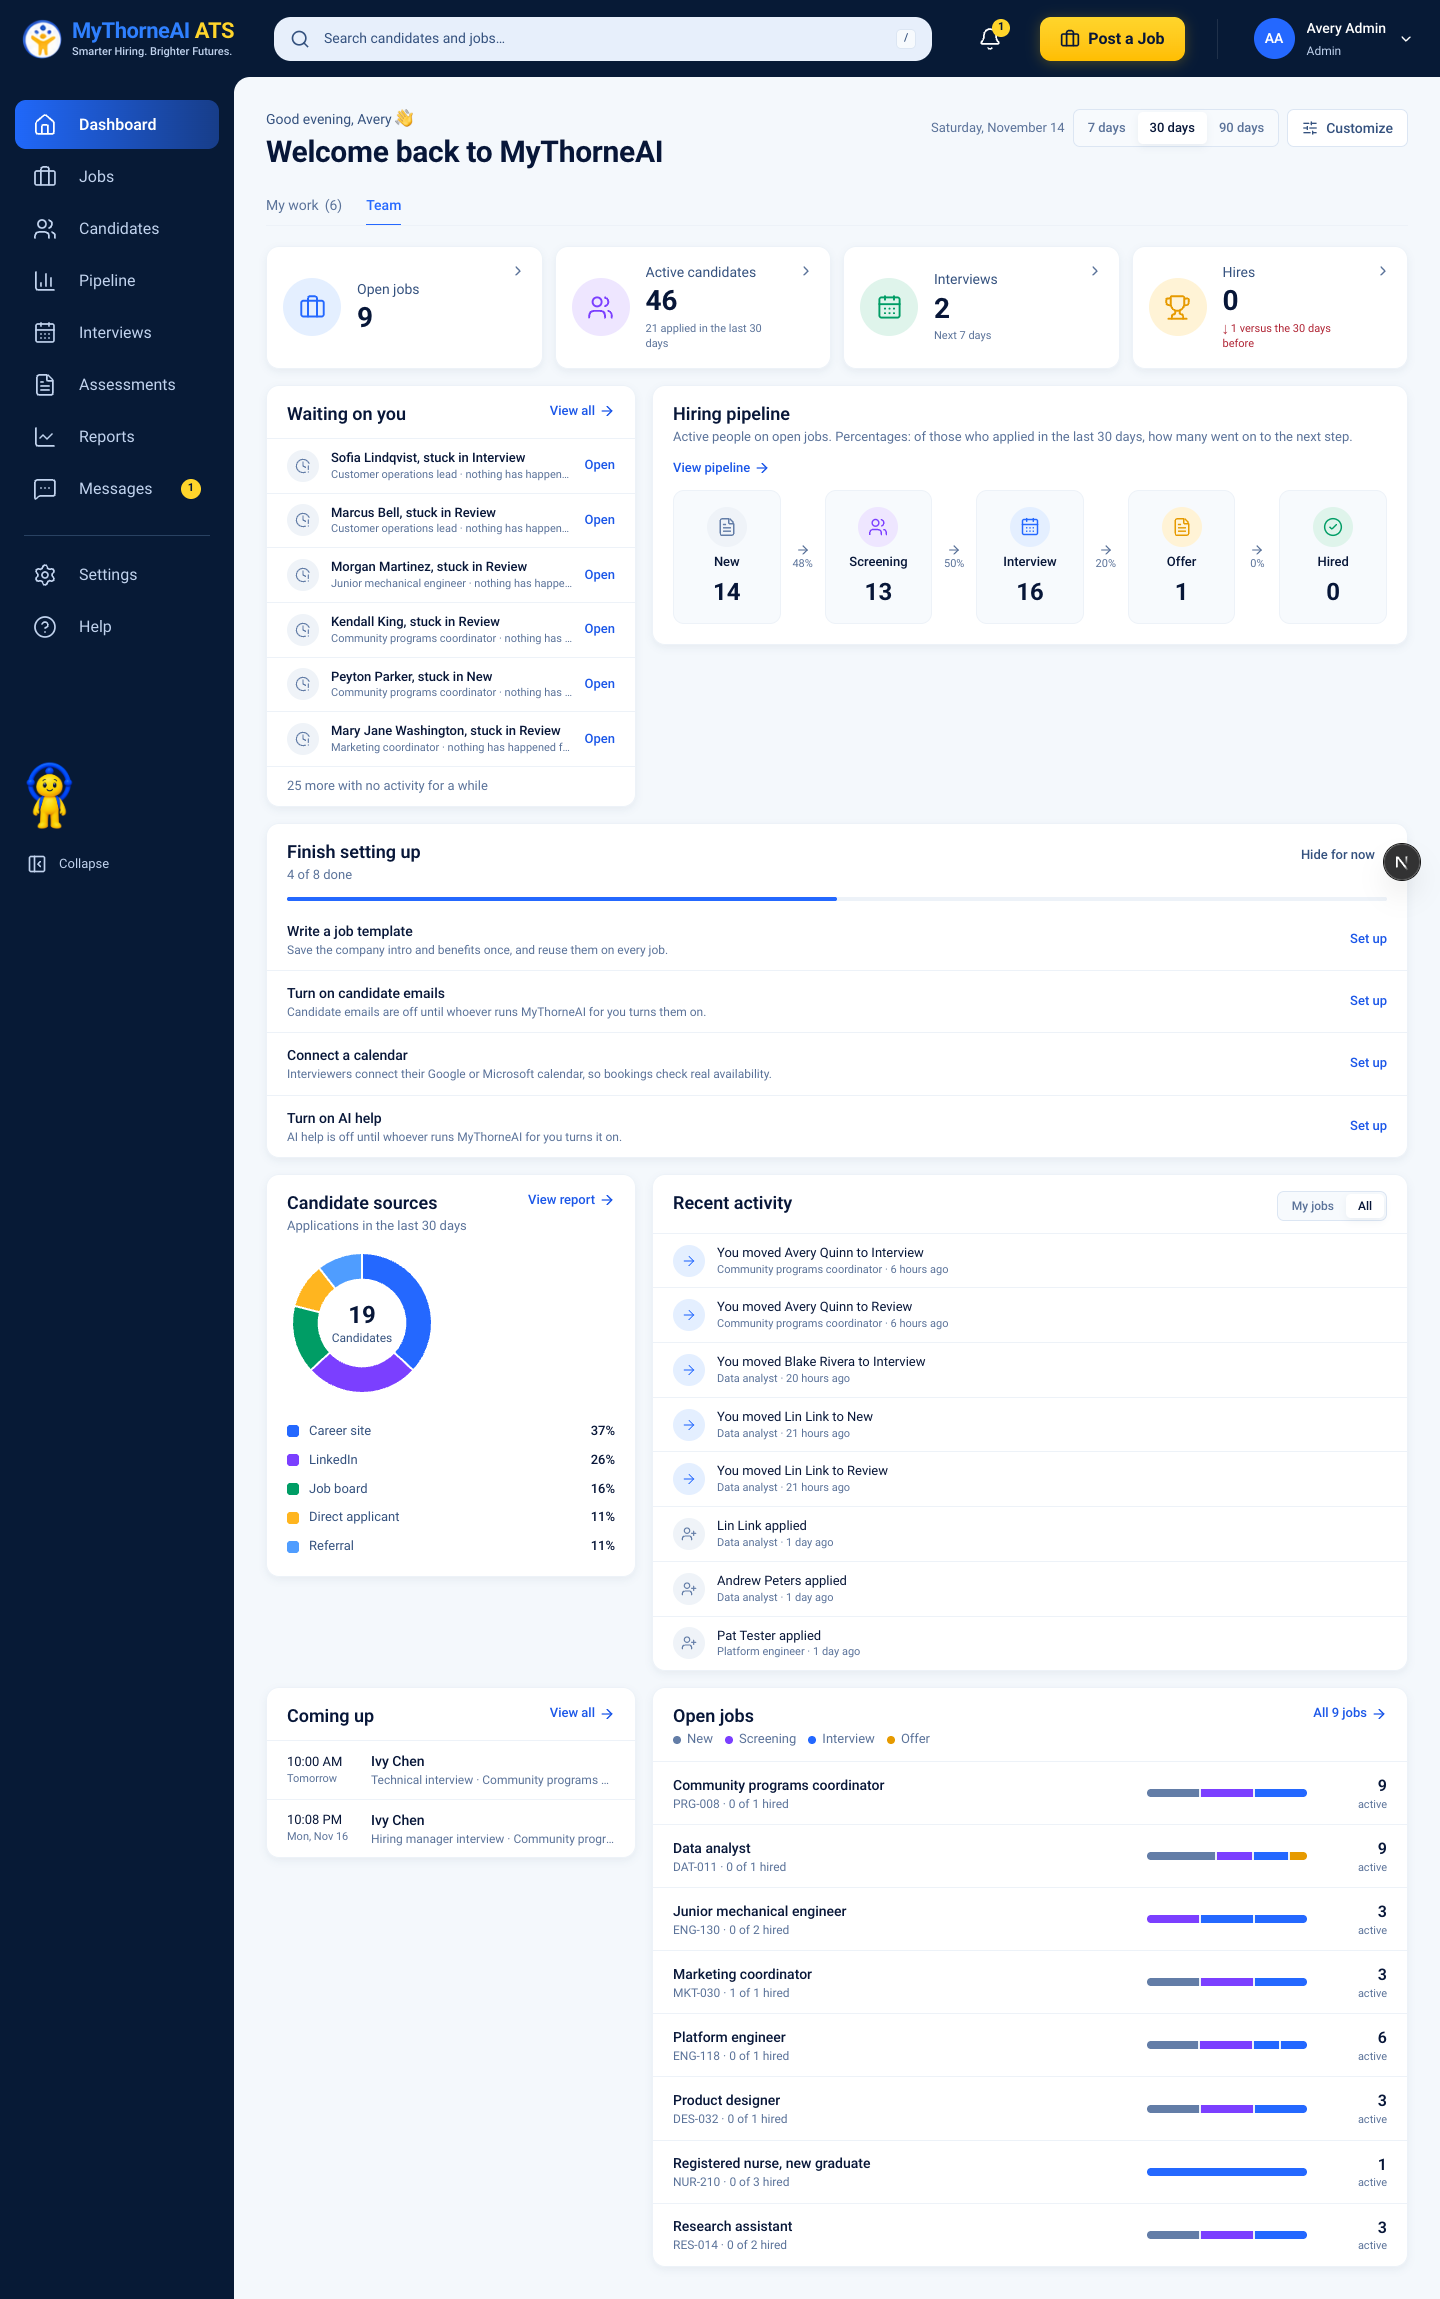 MyThorneAI ATS
Smarter Hiring. Brighter Futures.
Search candidates and jobs...
/
1
Post a Job
AA
Avery Admin
Admin
Dashboard
Jobs
Candidates
Pipeline
Interviews
Assessments
Reports
Messages
1
Settings
Help
Collapse
Good evening, Avery 👋
Welcome back to MyThorneAI
Saturday, November 14
7 days
30 days
90 days
Customize
My work (6)
Team
Open jobs
9
Active candidates
46
21 applied in the last 30
days
Interviews
2
Next 7 days
Hires
0
↓ 1 versus the 30 days
before
Waiting on you
View all →
Sofia Lindqvist, stuck in Interview
Customer operations lead · nothing has happen...
Open
Marcus Bell, stuck in Review
Customer operations lead · nothing has happen...
Open
Morgan Martinez, stuck in Review
Junior mechanical engineer · nothing has happe...
Open
Kendall King, stuck in Review
Community programs coordinator · nothing has ...
Open
Peyton Parker, stuck in New
Community programs coordinator · nothing has ...
Open
Mary Jane Washington, stuck in Review
Marketing coordinator · nothing has happened f...
Open
25 more with no activity for a while
Hiring pipeline
Active people on open jobs. Percentages: of those who applied in the last 30 days, how many went on to the next step.
View pipeline →
New
14
→
48%
Screening
13
→
50%
Interview
16
→
20%
Offer
1
→
0%
Hired
0
Finish setting up
4 of 8 done
Hide for now
N
Write a job template
Save the company intro and benefits once, and reuse them on every job.
Set up
Turn on candidate emails
Candidate emails are off until whoever runs MyThorneAI for you turns them on.
Set up
Connect a calendar
Interviewers connect their Google or Microsoft calendar, so bookings check real availability.
Set up
Turn on AI help
AI help is off until whoever runs MyThorneAI for you turns it on.
Set up
Candidate sources
View report →
Applications in the last 30 days
19
Candidates
Career site 37%
LinkedIn 26%
Job board 16%
Direct applicant 11%
Referral 11%
Recent activity
My jobs
All
You moved Avery Quinn to Interview
Community programs coordinator · 6 hours ago
You moved Avery Quinn to Review
Community programs coordinator · 6 hours ago
You moved Blake Rivera to Interview
Data analyst · 20 hours ago
You moved Lin Link to New
Data analyst · 21 hours ago
You moved Lin Link to Review
Data analyst · 21 hours ago
Lin Link applied
Data analyst · 1 day ago
Andrew Peters applied
Data analyst · 1 day ago
Pat Tester applied
Platform engineer · 1 day ago
Coming up
View all →
10:00 AM
Tomorrow
Ivy Chen
Technical interview · Community programs ...
10:08 PM
Mon, Nov 16
Ivy Chen
Hiring manager interview · Community progr...
Open jobs
All 9 jobs →
New
Screening
Interview
Offer
Community programs coordinator
PRG-008 · 0 of 1 hired
9
active
Data analyst
DAT-011 · 0 of 1 hired
9
active
Junior mechanical engineer
ENG-130 · 0 of 2 hired
3
active
Marketing coordinator
MKT-030 · 1 of 1 hired
3
active
Platform engineer
ENG-118 · 0 of 1 hired
6
active
Product designer
DES-032 · 0 of 1 hired
3
active
Registered nurse, new graduate
NUR-210 · 0 of 3 hired
1
active
Research assistant
RES-014 · 0 of 2 hired
3
active